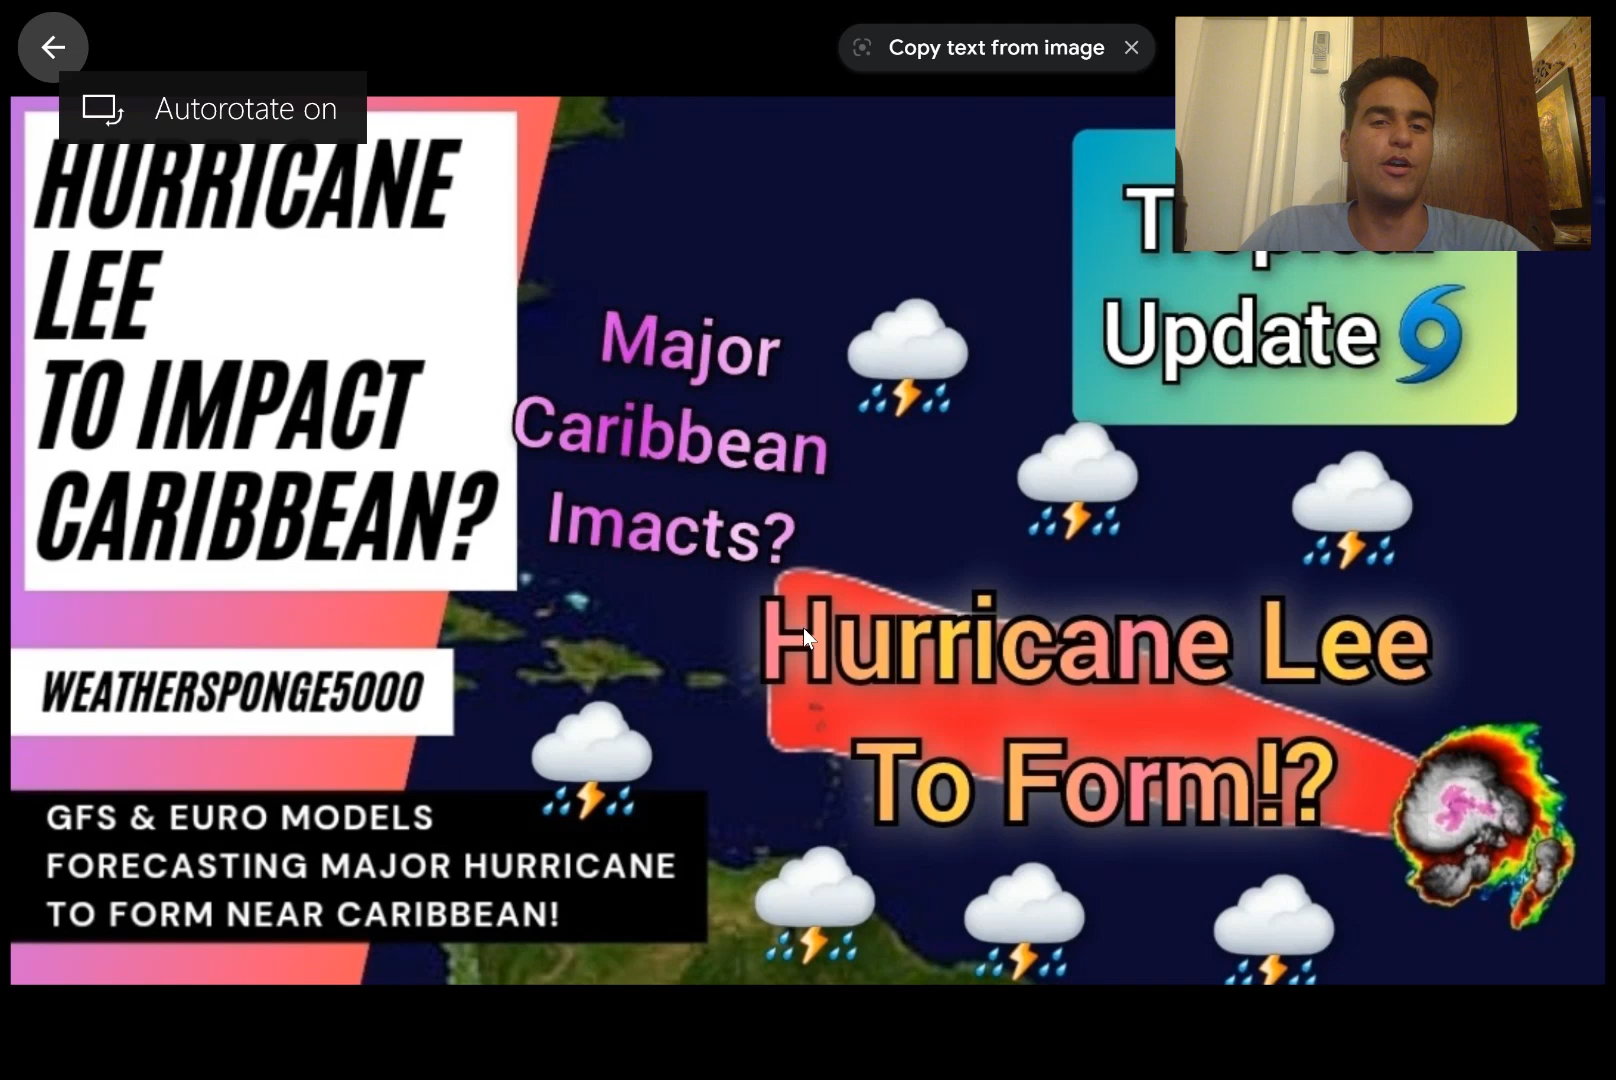 Copy text from image
Autorotate on
HURRICANE
LEE
TO IMPACT
CARIBBEAN?
WEATHERSPONGE5000
GFS & EURO MODELS
FORECASTING MAJOR HURRICANE
TO FORM NEAR CARIBBEAN!
Major
Caribbean
Imacts?
Update
Hurricane Lee
To Form!?